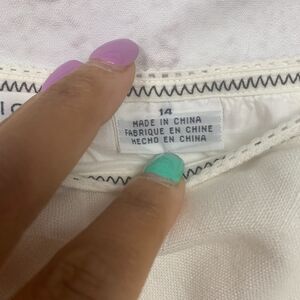 14
MADE IN CHINA
FABRIQUE EN CHINE
HECHO EN CHINA